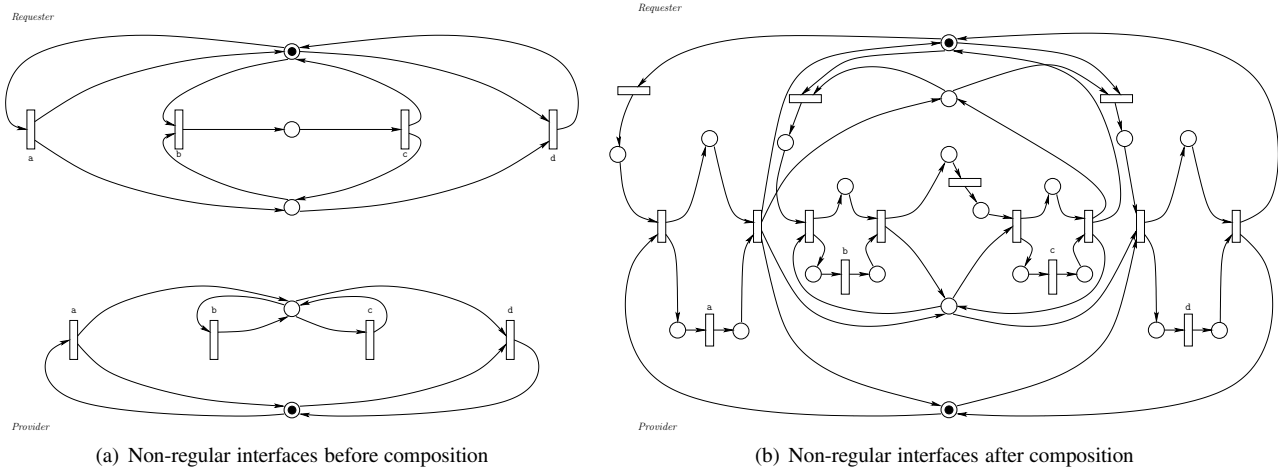 Requester
a
b
c
d
a
b
c
d
Provider
(a) Non-regular interfaces before composition
Requester
b
c
a
d
Provider
(b) Non-regular interfaces after composition